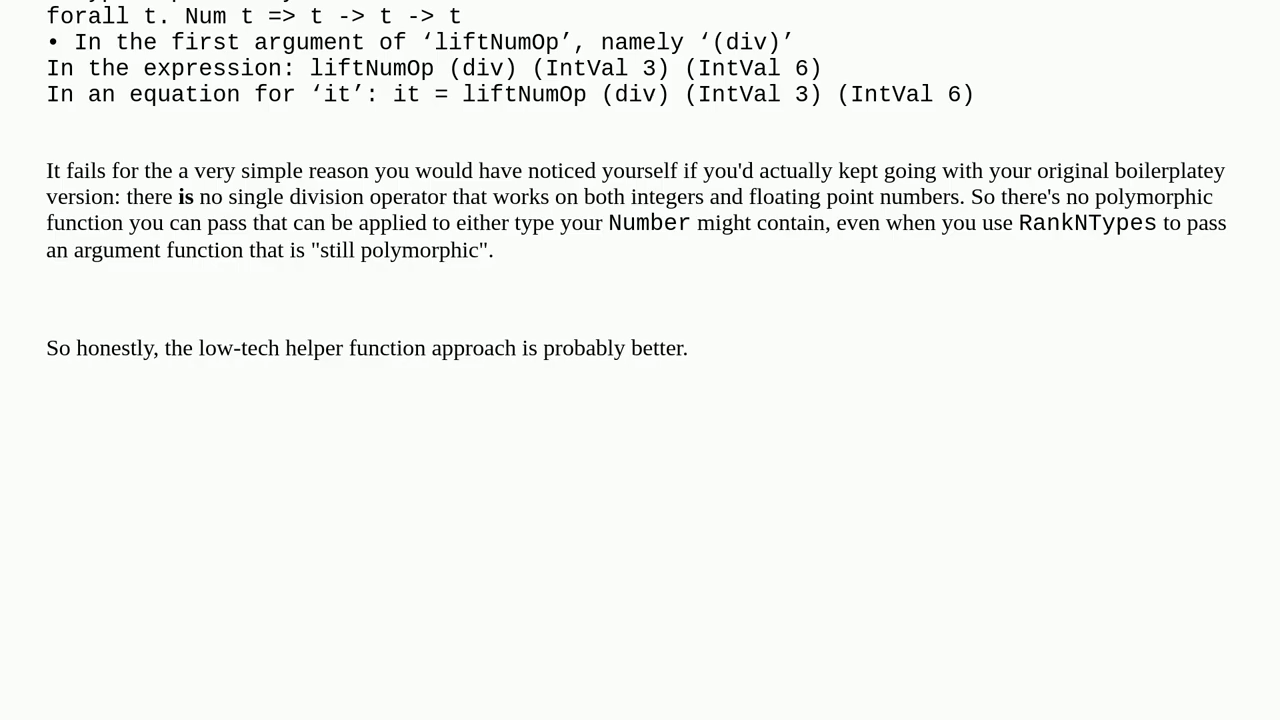 forall t. Num t => t -> t -> t
• In the first argument of ‘liftNumOp’, namely ‘(div)’
In the expression: liftNumOp (div) (IntVal 3) (IntVal 6)
In an equation for ‘it’: it = liftNumOp (div) (IntVal 3) (IntVal 6)
It fails for the a very simple reason you would have noticed yourself if you'd actually kept going with your original boilerplatey
version: there is no single division operator that works on both integers and floating point numbers. So there's no polymorphic
function you can pass that can be applied to either type your Number might contain, even when you use RankNTypes to pass
an argument function that is "still polymorphic".
So honestly, the low-tech helper function approach is probably better.